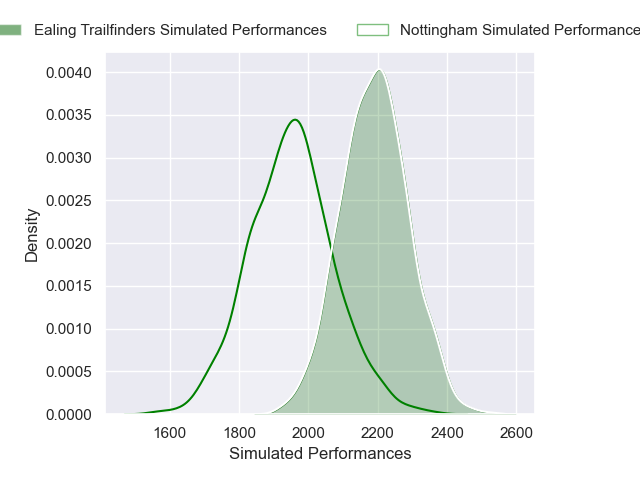 Ealing Trailfinders Simulated Performances Nottingham Simulated Performance
0.0040
0.0035
0.0030
0.0025
0.0020
0.0015
0.0010
0.0005
0.0000
Density
1600 1800 2000 2200 2400 2600
Simulated Performances